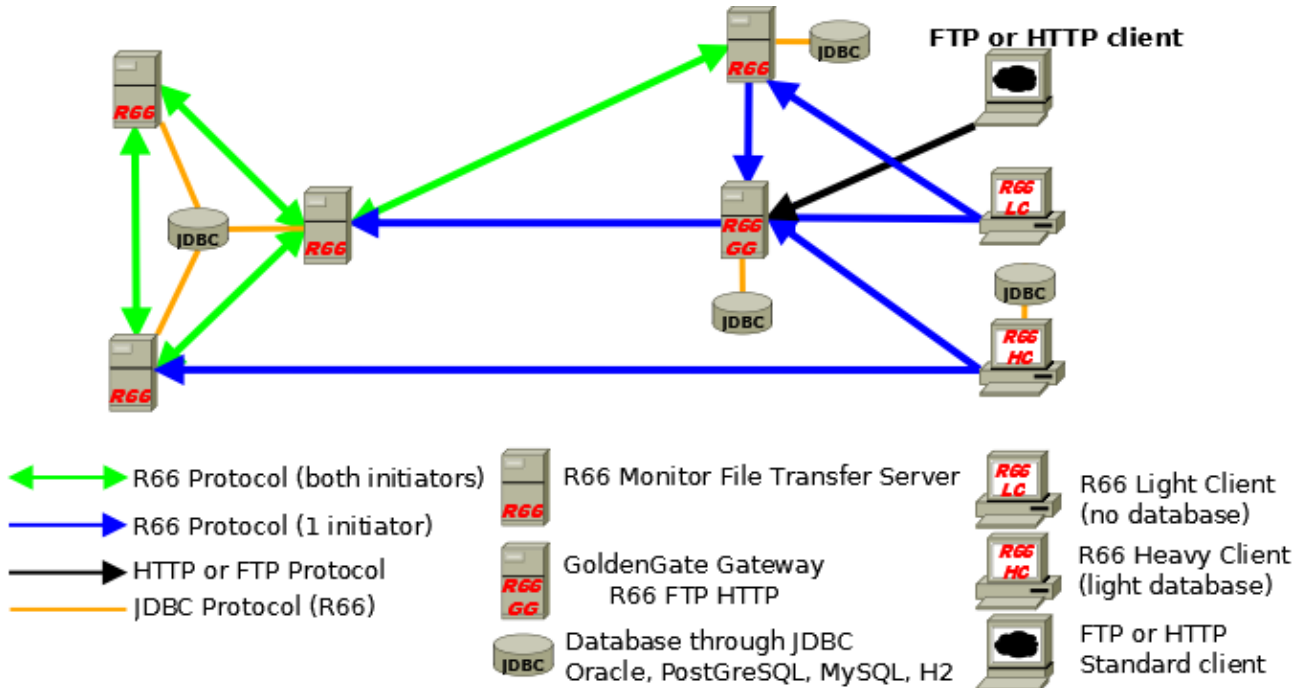 FTP or HTTP client
R66
JDBC
R66
R66
LC
JDBC
R66
R66
GG
JDBC
R66
HC
JDBC
R66
R66 Protocol (both initiators)
R66 Protocol (1 initiator)
HTTP or FTP Protocol
JDBC Protocol (R66)
R66
R66 Monitor File Transfer Server
R66
GG
GoldenGate Gateway
R66 FTP HTTP
JDBC
Database through JDBC
Oracle, PostGreSQL, MySQL, H2
R66
LC
R66 Light Client
(no database)
R66
HC
R66 Heavy Client
(light database)
FTP or HTTP
Standard client